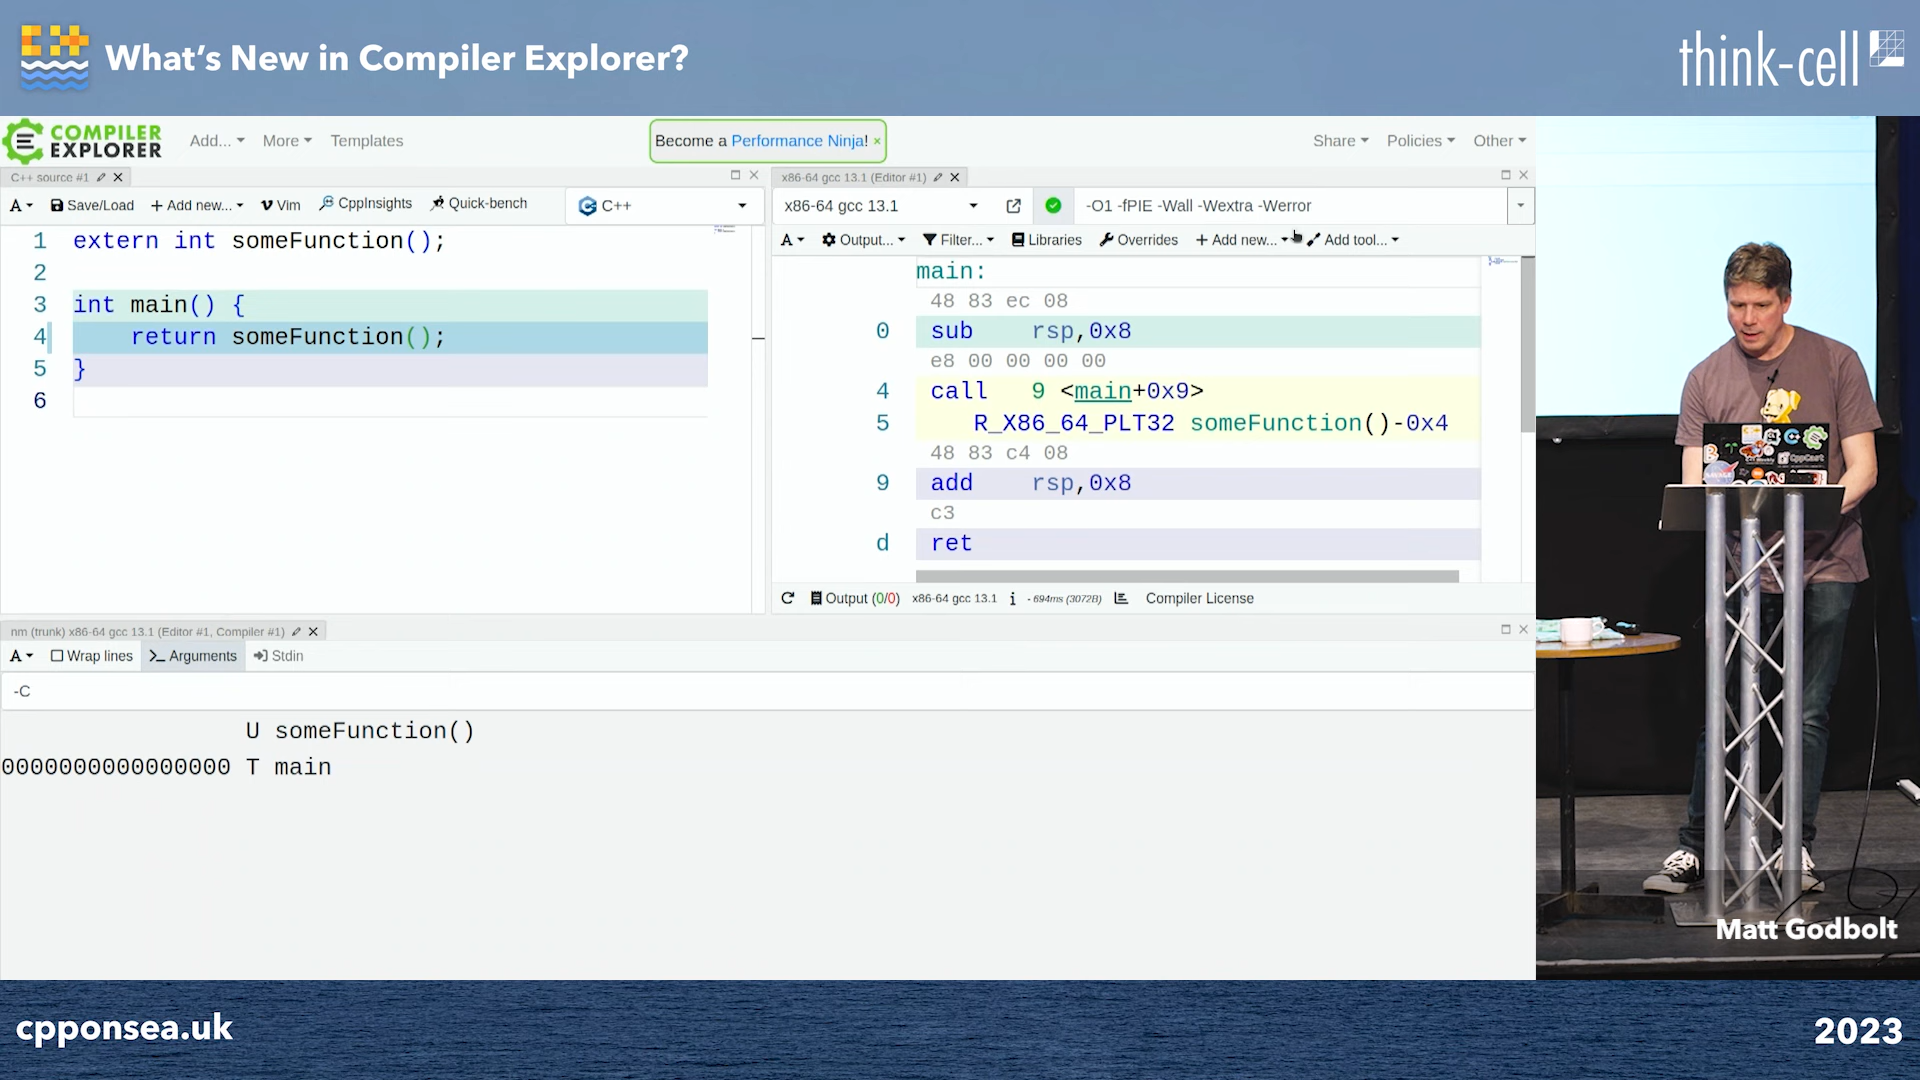 What's New in Compiler Explorer?
think-cell
COMPILER EXPLORER
Add...
More
Templates
Become a Performance Ninja! ×
Share
Policies
Other
C++ source #1
x86-64 gcc 13.1 (Editor #1)
A
Save/Load
+ Add new...
Vim
CppInsights
Quick-bench
C++
x86-64 gcc 13.1
-O1 -fPIE -Wall -Wextra -Werror
A
Output...
Filter...
Libraries
Overrides
+ Add new...
Add tool...
1 extern int someFunction();
2
3 int main() {
4 return someFunction();
5 }
6
main:
48 83 ec 08
0 sub rsp,0x8
e8 00 00 00 00
4 call 9 <main+0x9>
5 R_X86_64_PLT32 someFunction()-0x4
48 83 c4 08
9 add rsp,0x8
c3
d ret
Output (0/0)
x86-64 gcc 13.1
i
- 694ms (3072B)
Compiler License
nm (trunk) x86-64 gcc 13.1 (Editor #1, Compiler #1)
A
Wrap lines
>_ Arguments
Stdin
-C
U someFunction()
0000000000000000 T main
CppCast
Matt Godbolt
cpponsea.uk
2023